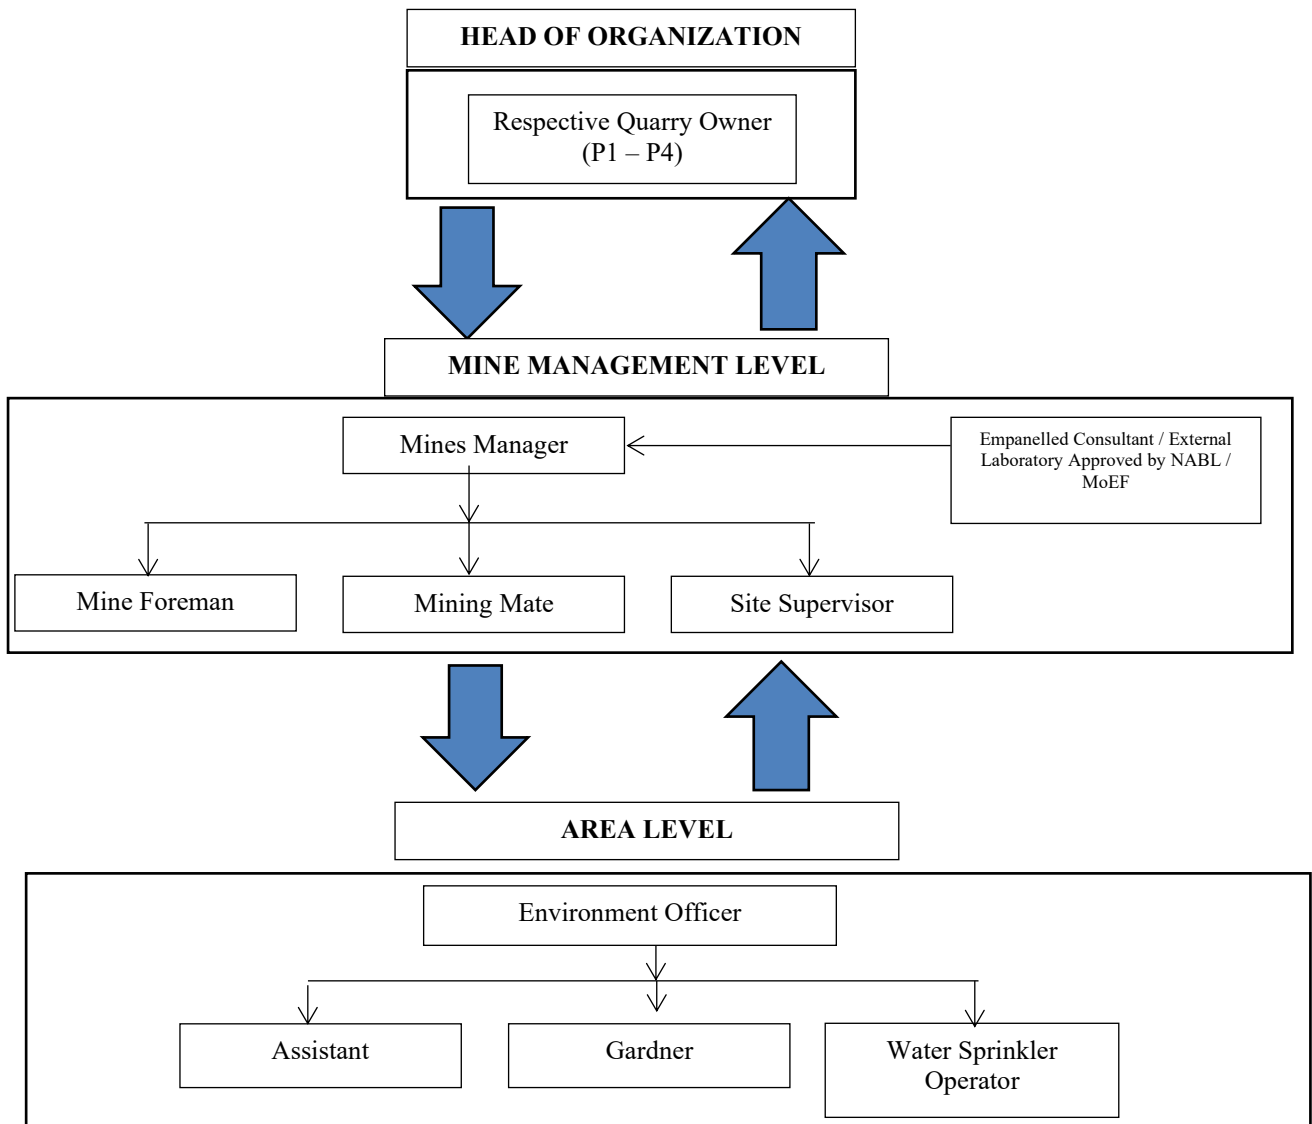 HEAD OF ORGANIZATION
Respective Quarry Owner
(P1 – P4)
MINE MANAGEMENT LEVEL
Mines Manager
Empanelled Consultant / External
Laboratory Approved by NABL /
MoEF
Mine Foreman
Mining Mate
Site Supervisor
AREA LEVEL
Environment Officer
Assistant
Gardner
Water Sprinkler
Operator